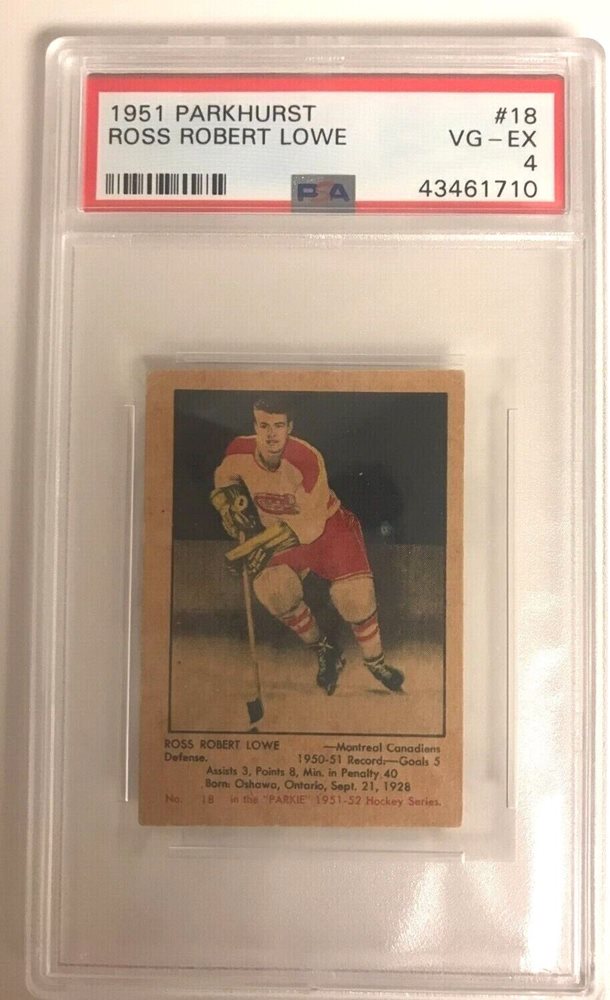 1951 PARKHURST #18
ROSS ROBERT LOWE VG - EX
4
PSA 43461710
ROSS ROBERT LOWE —Montreal Canadiens
Defense. 1950-51 Record:—Goals 5
Assists 3, Points 8, Min. in Penalty 40
Born: Oshawa, Ontario, Sept. 21, 1928
No. 18 in the "PARKIE" 1951-52 Hockey Series.